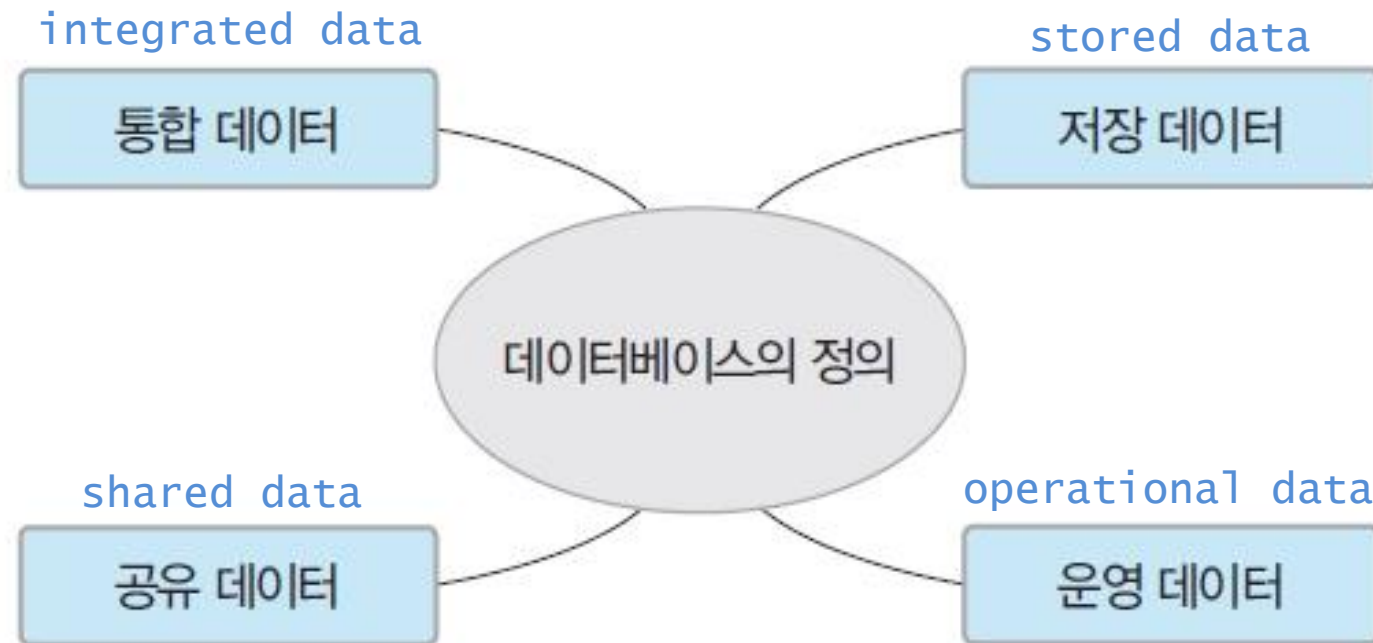 integrated data
통합 데이터
stored data
저장 데이터
데이터베이스의 정의
shared data
공유 데이터
operational data
운영 데이터